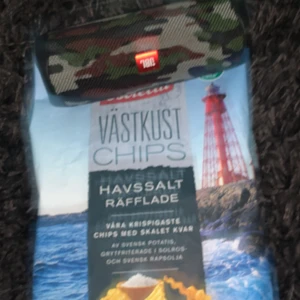 JBL
VÄSTKUST
CHIPS
HAVSSALT
HAVSSALT
RÄFFLADE
VÅRA KRISPIGASTE
CHIPS MED SKALET KVAR
AV SVENSK POTATIS,
GRYTFRITERADE I SOLROS-
OCH SVENSK RAPSOLJA